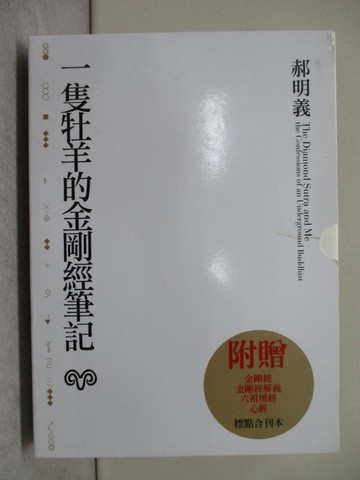 郝明義
The Diamond Sutra and Me
the Confessions of an Underground Buddhist
一隻牡羊的金剛經筆記
附贈
金剛經
金剛經解義
六祖壇經
心經
標點合刊本